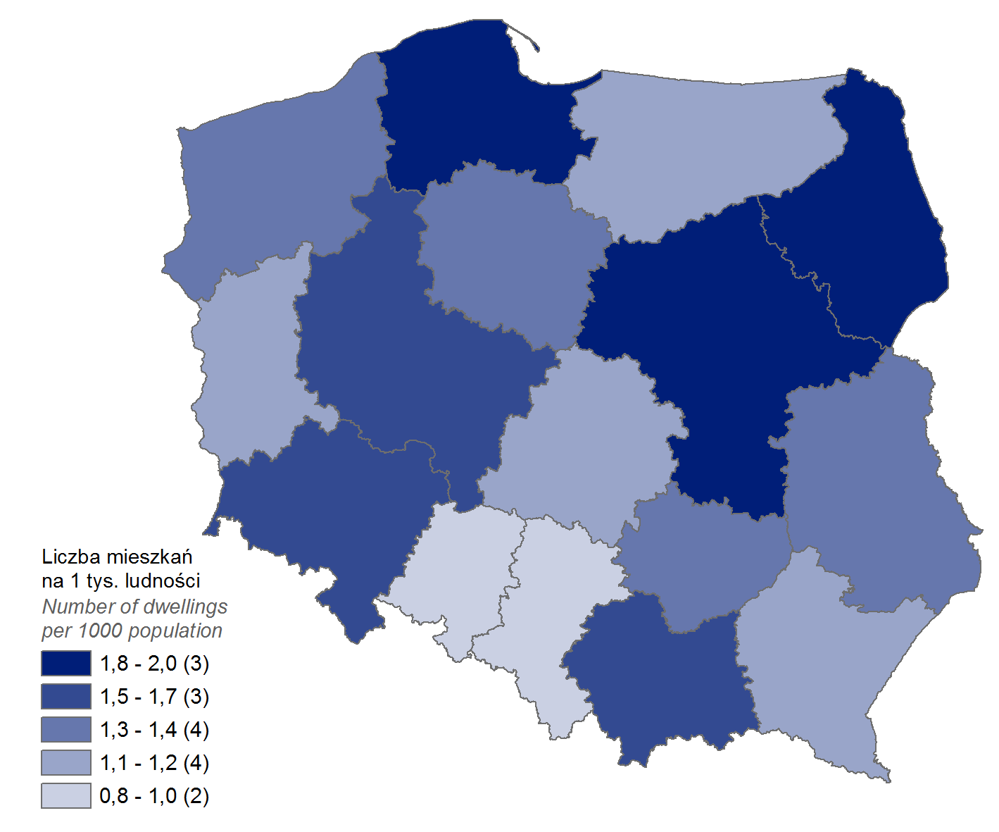 Liczba mieszkań
na 1 tys. ludności
Number of dwellings
per 1000 population
1,8 - 2,0 (3)
1,5 - 1,7 (3)
1,3 - 1,4 (4)
1,1 - 1,2 (4)
0,8 - 1,0 (2)